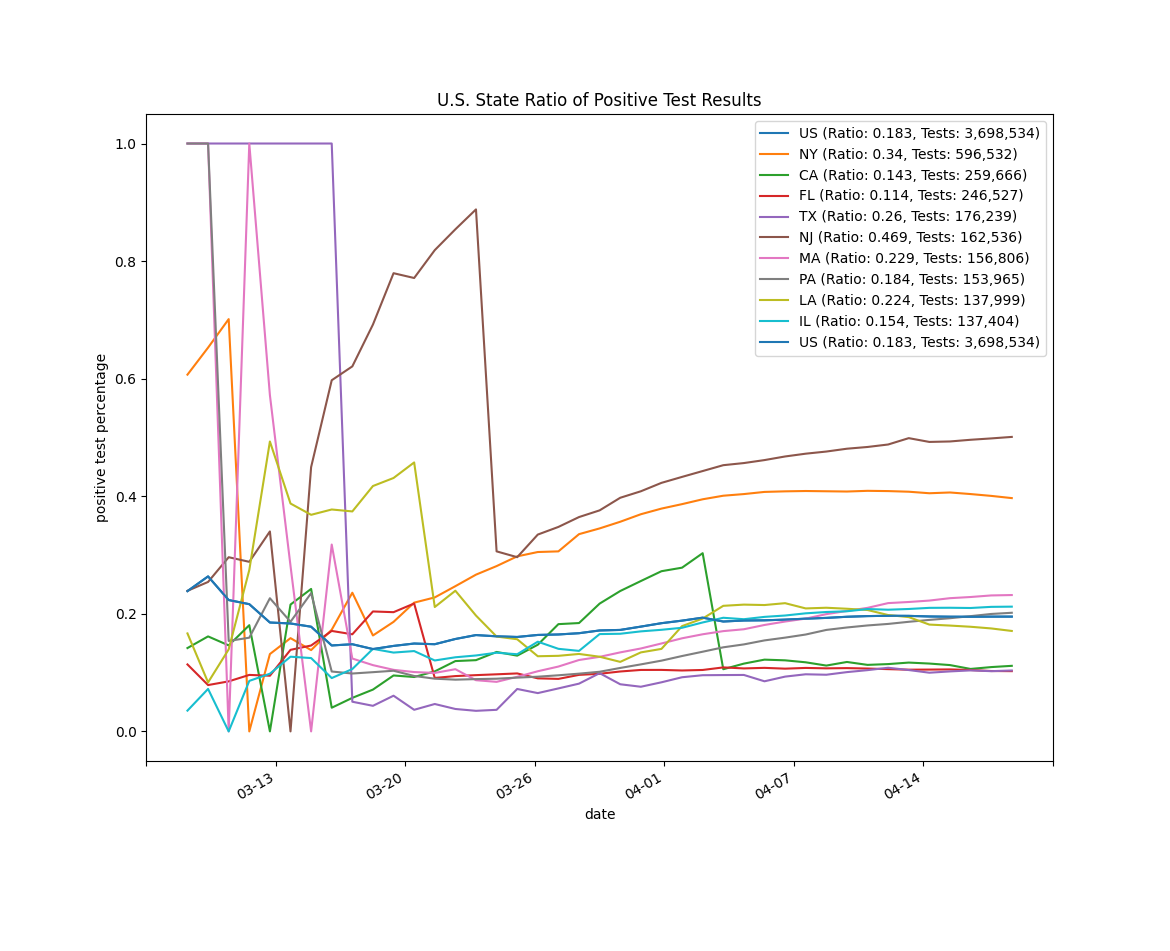 U.S. State Ratio of Positive Test Results
US (Ratio: 0.183, Tests: 3,698,534)
NY (Ratio: 0.34, Tests: 596,532)
CA (Ratio: 0.143, Tests: 259,666)
FL (Ratio: 0.114, Tests: 246,527)
TX (Ratio: 0.26, Tests: 176,239)
NJ (Ratio: 0.469, Tests: 162,536)
MA (Ratio: 0.229, Tests: 156,806)
PA (Ratio: 0.184, Tests: 153,965)
LA (Ratio: 0.224, Tests: 137,999)
IL (Ratio: 0.154, Tests: 137,404)
US (Ratio: 0.183, Tests: 3,698,534)
positive test percentage
1.0
0.8
0.6
0.4
0.2
0.0
03-13
03-20
03-26
04-01
04-07
04-14
date